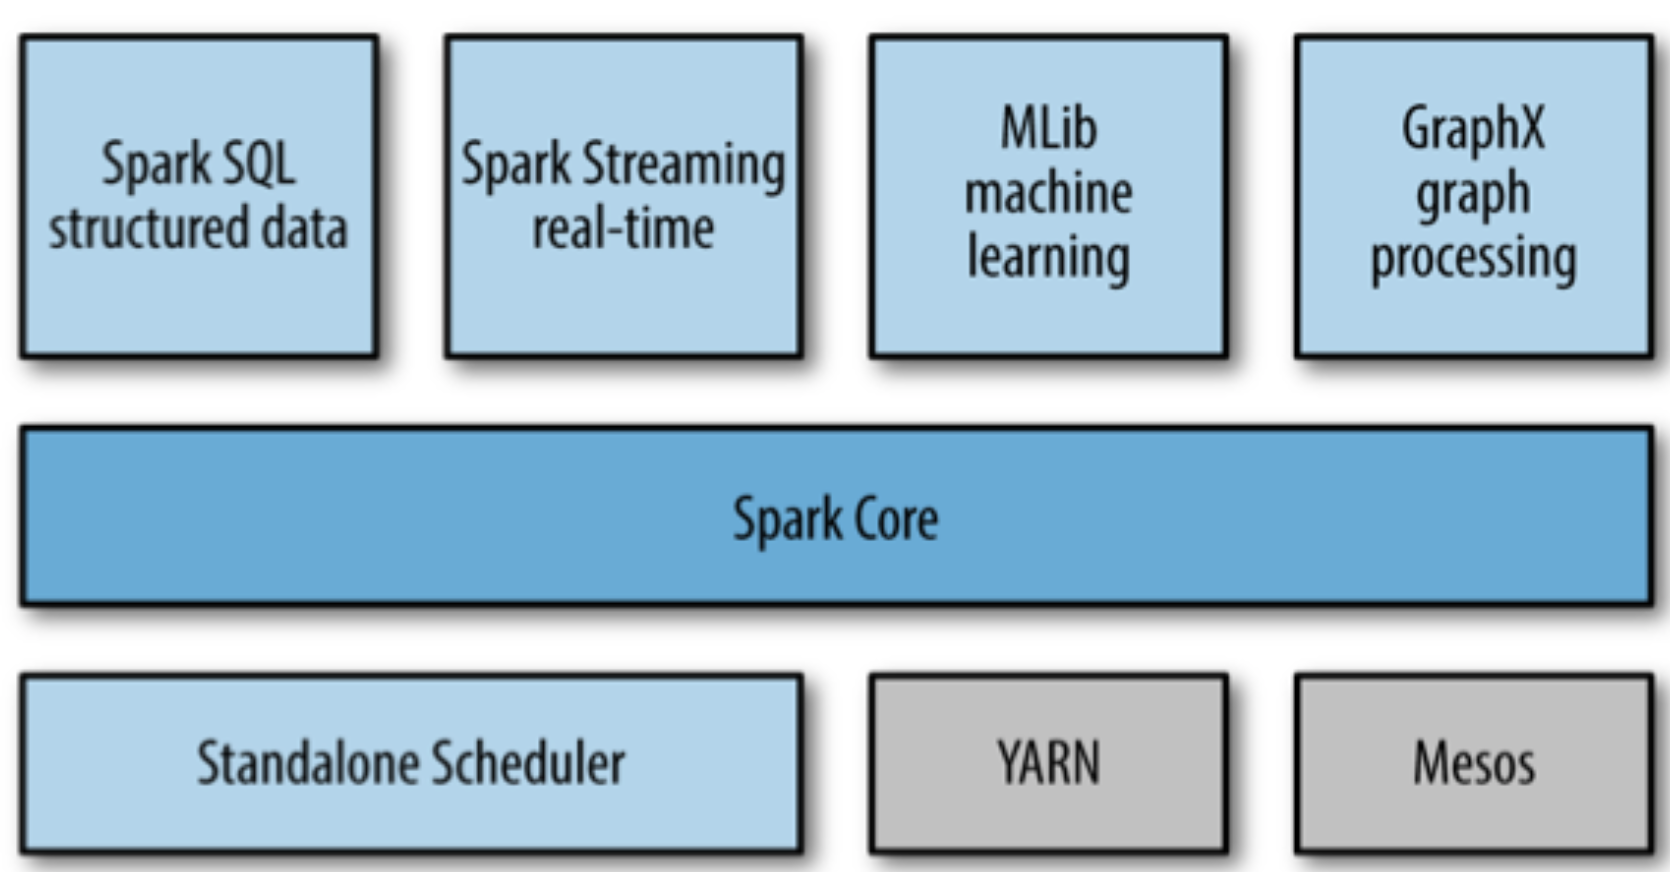 Spark SQL
structured data
Spark Streaming
real-time
MLib
machine
learning
GraphX
graph
processing
Spark Core
Standalone Scheduler
YARN
Mesos